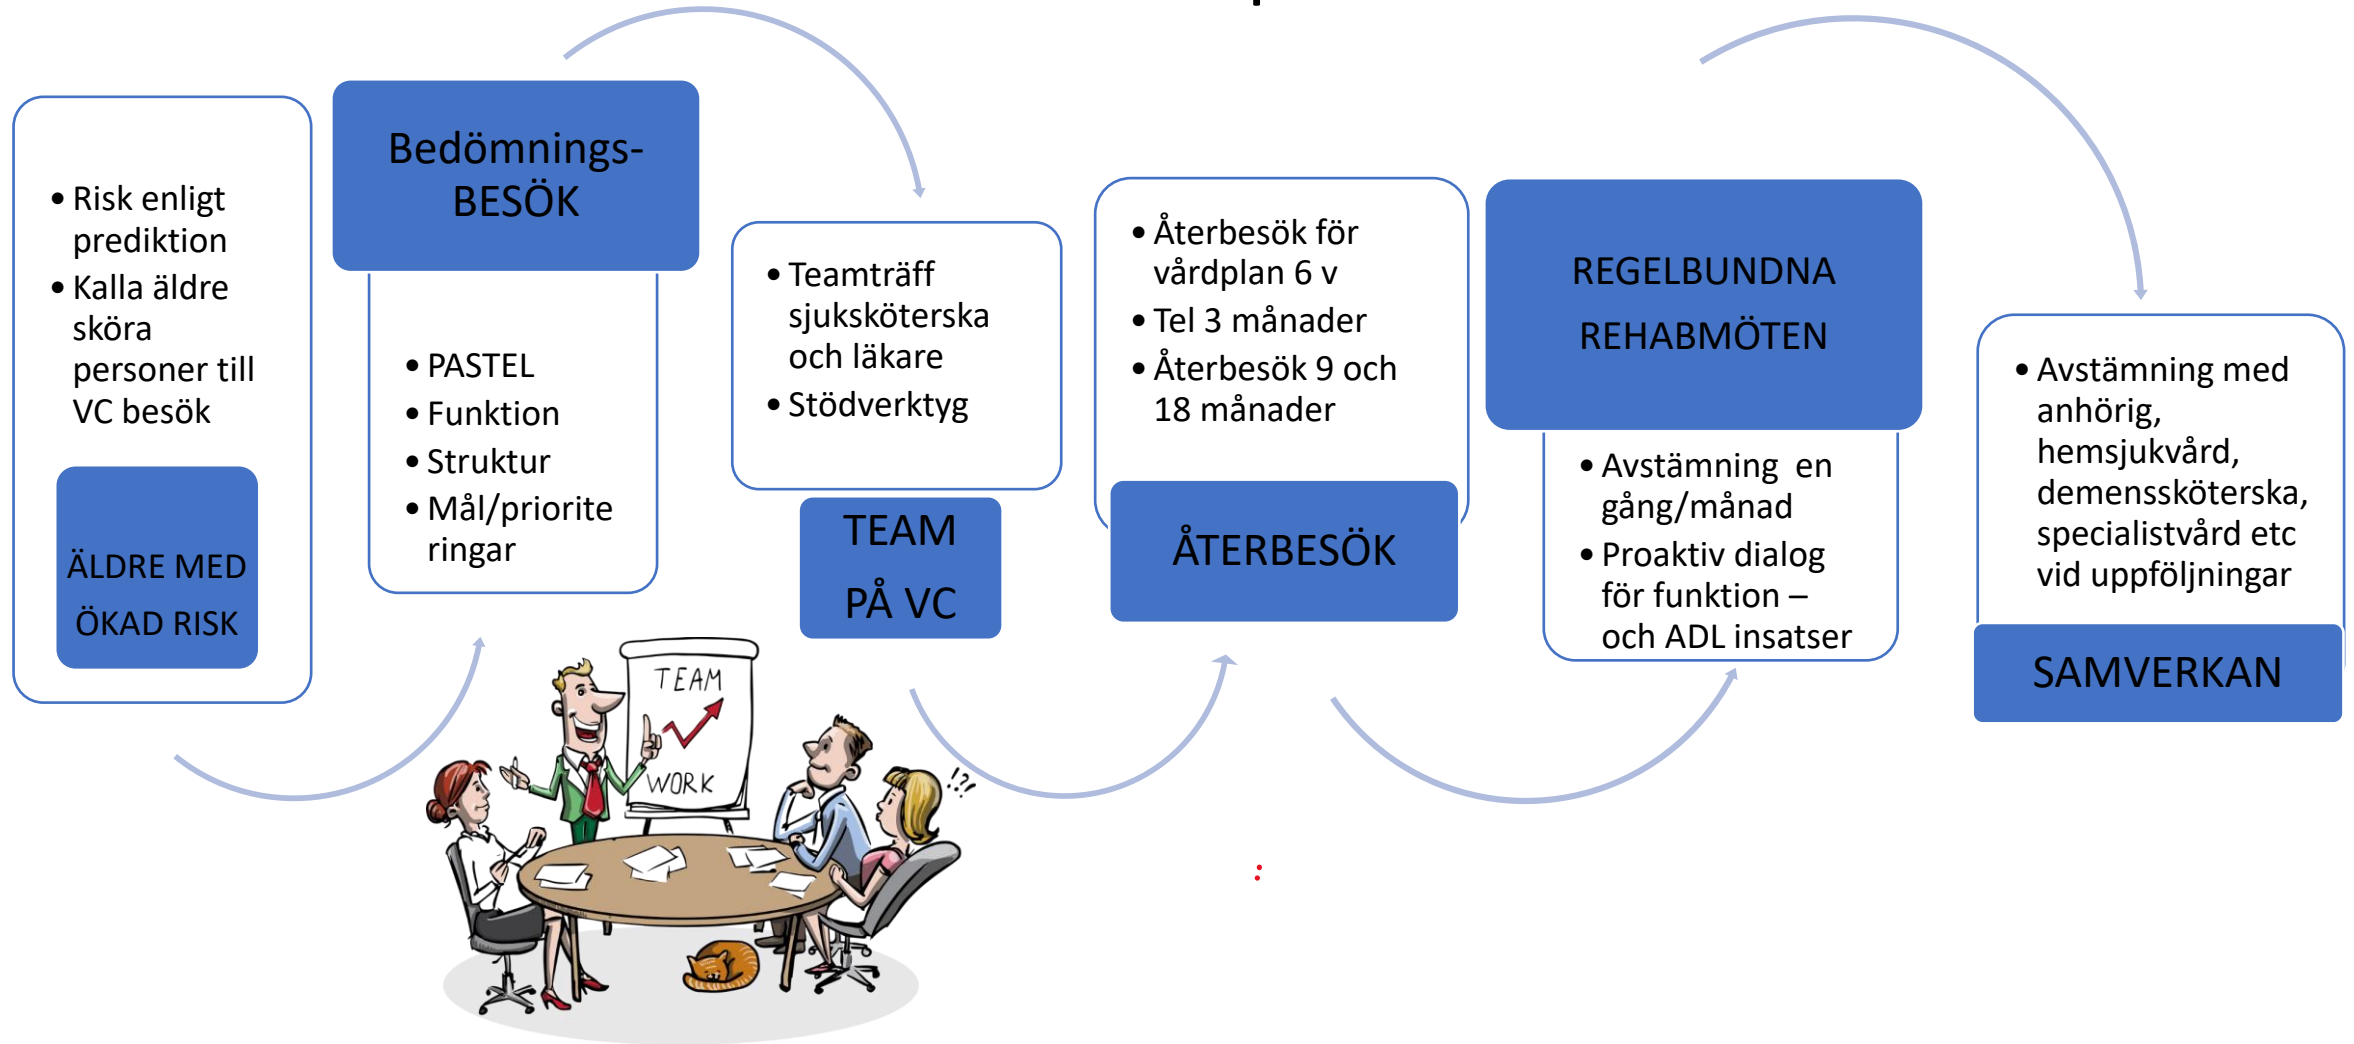 • Risk enligt
prediktion
• Kalla äldre
sköra
personer till
VC besök
ÄLDRE MED
ÖKAD RISK
Bedömnings-
BESÖK
• PASTEL
• Funktion
• Struktur
• Mål/priorite
ringar
• Teamträff
sjuksköterska
och läkare
• Stödverktyg
TEAM
PÅ VC
• Återbesök för
vårdplan 6 v
• Tel 3 månader
• Återbesök 9 och
18 månader
ÅTERBESÖK
REGELBUNDNA
REHABMÖTEN
• Avstämning en
gång/månad
• Proaktiv dialog
för funktion –
och ADL insatser
• Avstämning med
anhörig,
hemsjukvård,
demenssköterska,
specialistvård etc
vid uppföljningar
SAMVERKAN
TEAM
WORK
!?!
: